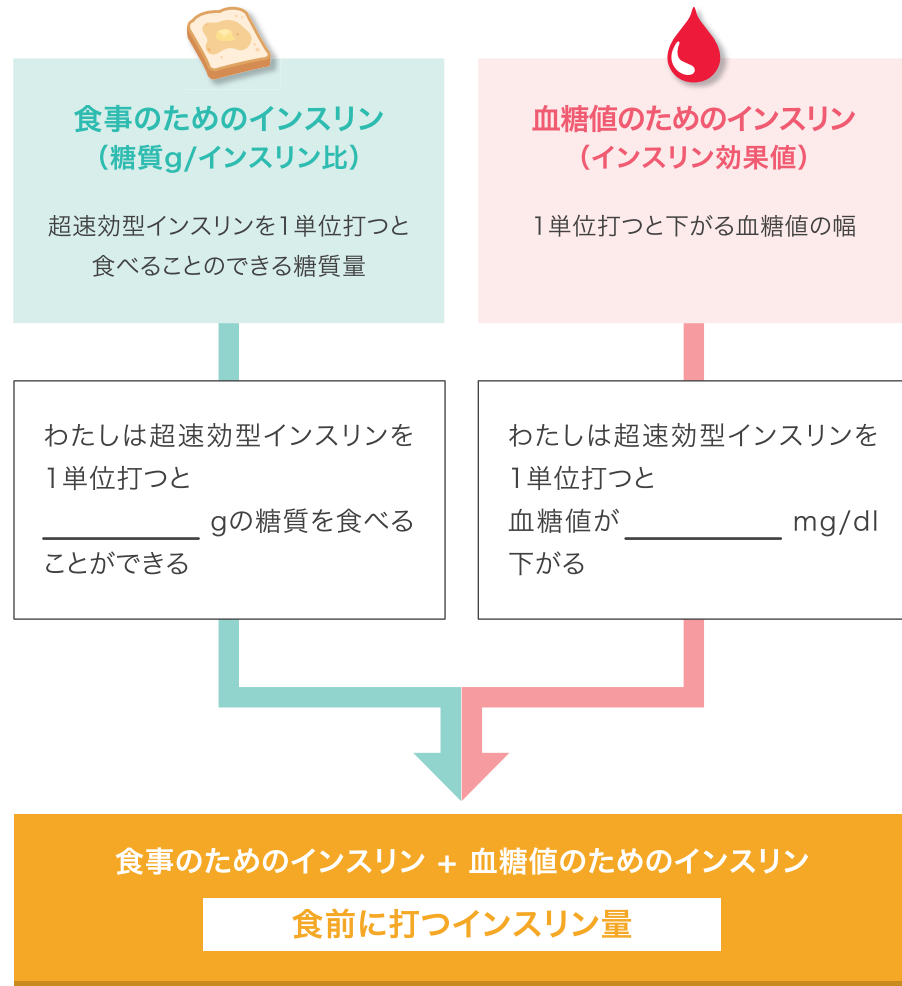 食事のためのインスリン
（糖質g/インスリン比）
超速効型インスリンを1単位打つと
食べることのできる糖質量
血糖値のためのインスリン
（インスリン効果値）
1単位打つと下がる血糖値の幅
わたしは超速効型インスリンを
1単位打つと
＿＿＿＿＿＿ gの糖質を食べる
ことができる
わたしは超速効型インスリンを
1単位打つと
血糖値が ＿＿＿＿＿＿ mg/dl
下がる
食事のためのインスリン + 血糖値のためのインスリン
食前に打つインスリン量